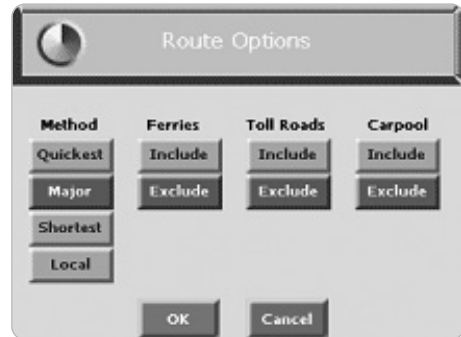 Route Options
Method Ferries Toll Roads Carpool
Quickest Include Include Include
Major Exclude Exclude Exclude
Shortest
Local
OK Cancel